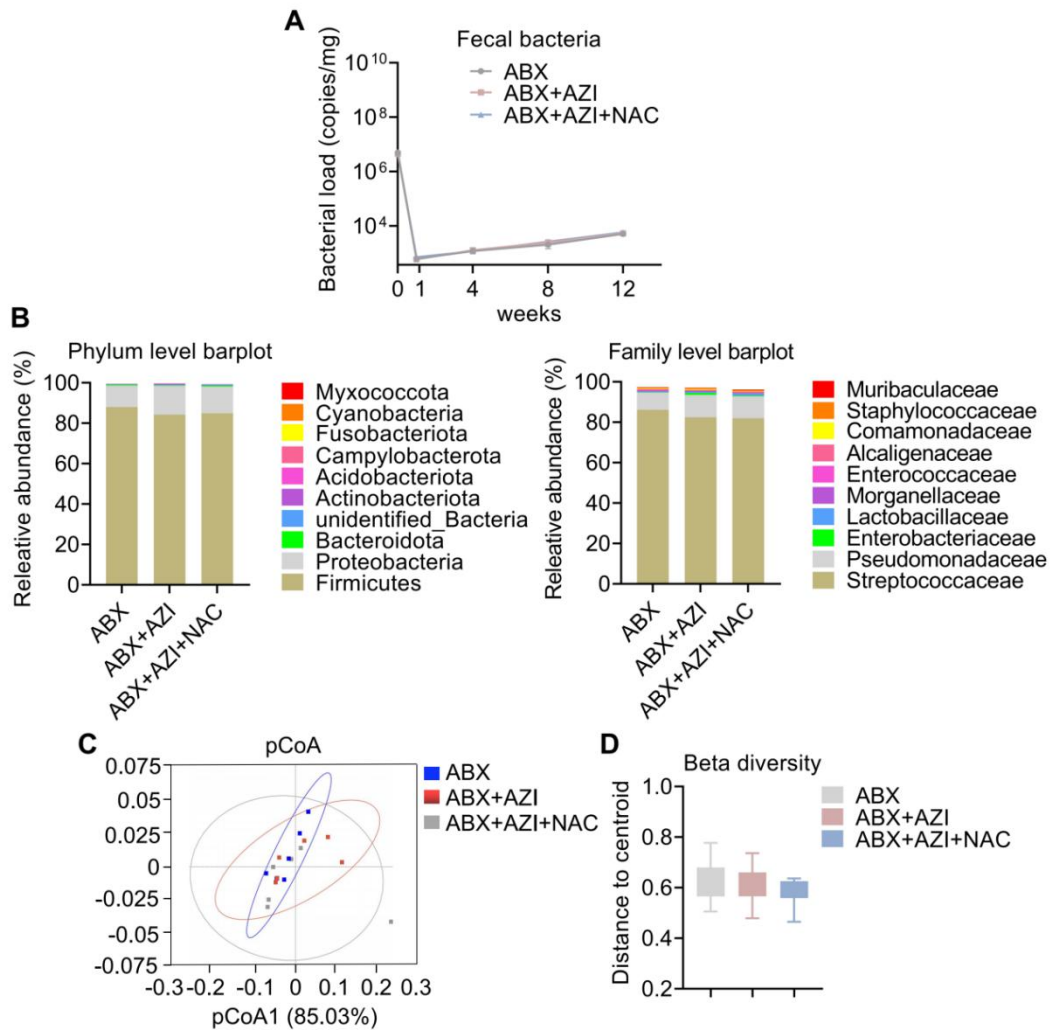 A
Fecal bacteria
ABX
ABX+AZI
ABX+AZI+NAC
Bacterial load (copies/mg)
10^10
10^8
10^6
10^4
0 1 4 8 12
weeks
B
Phylum level barplot
Releative abundance (%)
100
80
60
40
20
0
ABX
ABX+AZI
ABX+AZI+NAC
Myxococcota
Cyanobacteria
Fusobacteriota
Campylobacterota
Acidobacteriota
Actinobacteriota
unidentified_Bacteria
Bacteroidota
Proteobacteria
Firmicutes
Family level barplot
Releative abundance (%)
100
80
60
40
20
0
ABX
ABX+AZI
ABX+AZI+NAC
Muribaculaceae
Staphylococcaceae
Comamonadaceae
Alcaligenaceae
Enterococcaceae
Morganellaceae
Lactobacillaceae
Enterobacteriaceae
Pseudomonadaceae
Streptococcaceae
C
pCoA
0.075
0.05
0.025
0
-0.025
-0.05
-0.075
-0.3 -0.2 -0.1 0 0.1 0.2 0.3
pCoA1 (85.03%)
ABX
ABX+AZI
ABX+AZI+NAC
D
Beta diversity
Distance to centroid
1.0
0.8
0.6
0.4
0.2
ABX
ABX+AZI
ABX+AZI+NAC